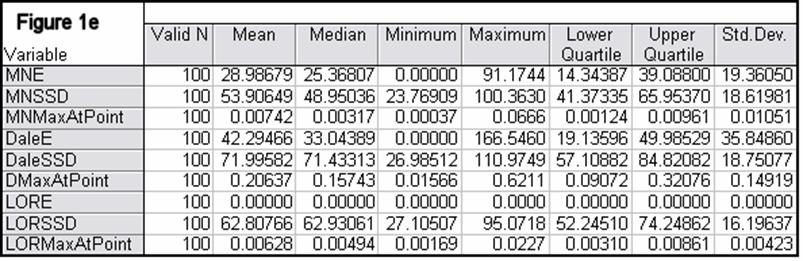 Figure 1e
Variable Valid N Mean Median Minimum Maximum Lower Quartile Upper Quartile Std.Dev.
MNE 100 28.98679 25.36807 0.00000 91.1744 14.34387 39.08800 19.36050
MNSSD 100 53.90649 48.95036 23.76909 100.3630 41.37335 65.95370 18.61981
MNMaxAtPoint 100 0.00742 0.00317 0.00037 0.0666 0.00124 0.00961 0.01051
DaleE 100 42.29466 33.04389 0.00000 166.5460 19.13596 49.98529 35.84860
DaleSSD 100 71.99582 71.43313 26.98512 110.9749 57.10882 84.82082 18.75077
DMaxAtPoint 100 0.20637 0.15743 0.01566 0.6211 0.09072 0.32076 0.14919
LORE 100 0.00000 0.00000 0.00000 0.0000 0.00000 0.00000 0.00000
LORSSD 100 62.80766 62.93061 27.10507 95.0718 52.24510 74.24862 16.19637
LORMaxAtPoint 100 0.00628 0.00494 0.00169 0.0227 0.00310 0.00861 0.00423